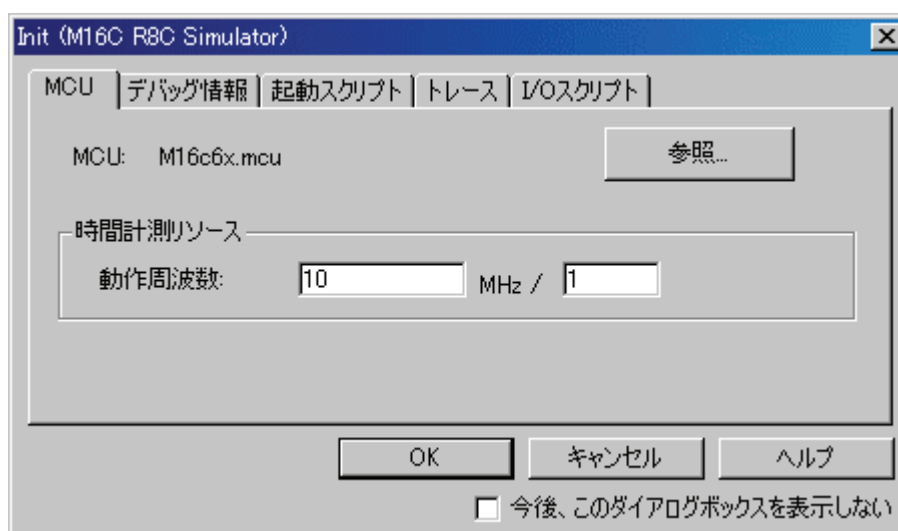 Init (M16C R8C Simulator)
MCU デバッグ情報 起動スクリプト トレース I/Oスクリプト
MCU: M16c6x.mcu 参照...
時間計測リソース
動作周波数: 10 MHz / 1
OK キャンセル ヘルプ
今後、このダイアログボックスを表示しない